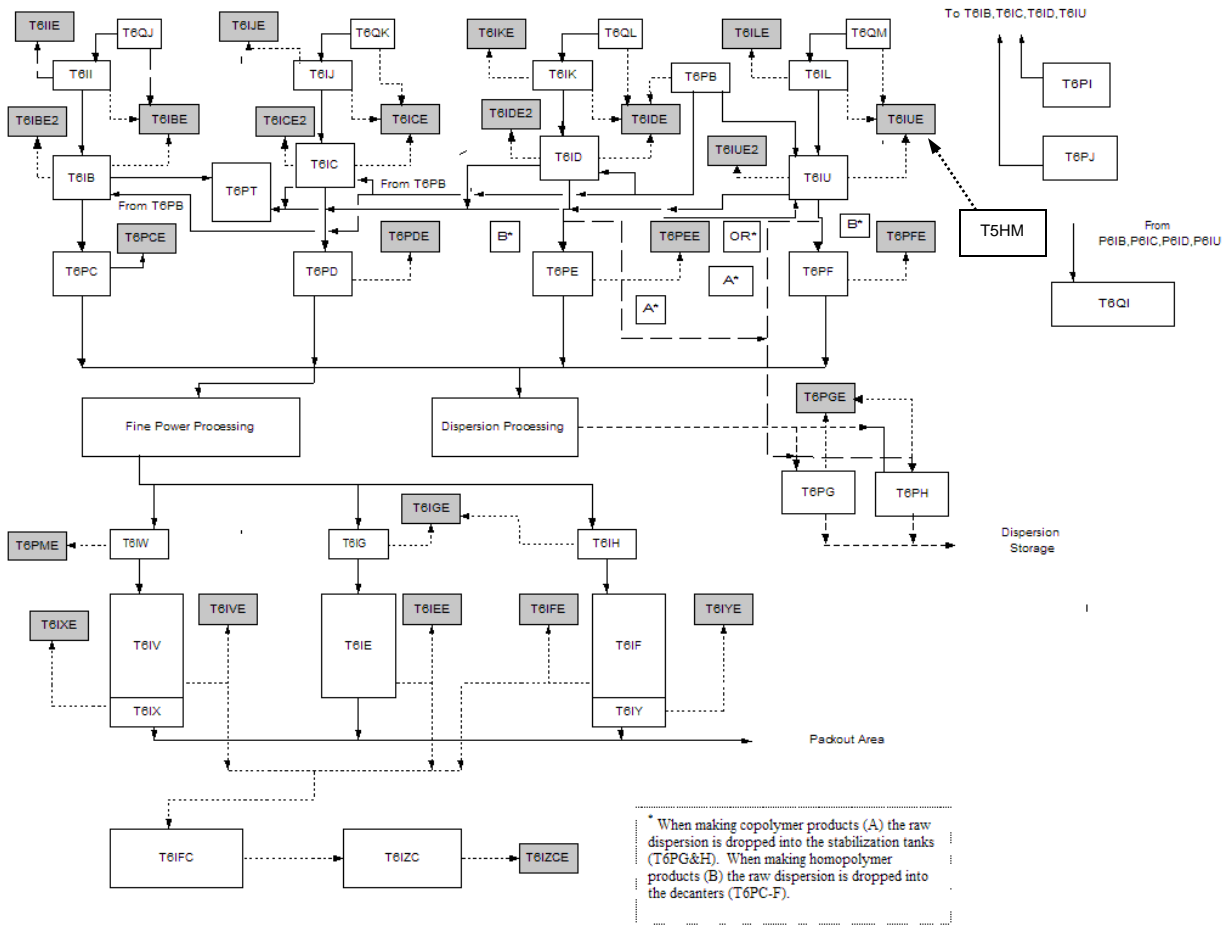 To T6IB,T6IC,T6ID,T6IU
T6IIE
T6QJ
T6IJE
T6QK
T6IKE
T6QL
T6ILE
T6QM
T6II
T6IJ
T6IK
T6PB
T6IL
T6PI
T6IBE2
T6IBE
T6ICE2
T6ICE
T6IDE2
T6IDE
T6IUE
T6IUE2
T6PJ
T6IB
T6PT
T6IC
From T6PB
T6ID
T6IU
From T6PB
T6PCE
T6PDE
B*
T6PEE
OR*
B*
T6PFE
T5HM
From
P6IB,P6IC,P6ID,P6IU
T6PC
T6PD
T6PE
A*
A*
T6PF
T6QI
Fine Power Processing
Dispersion Processing
T6PGE
T6PG
T6PH
T6IGE
T6PME
T6IW
T6IG
T6IH
Dispersion
Storage
T6IXE
T6IVE
T6IEE
T6IFE
T6IYE
T6IV
T6IE
T6IF
T6IX
T6IY
Packout Area
T6IFC
T6IZC
T6IZCE
* When making copolymer products (A) the raw
dispersion is dropped into the stabilization tanks
(T6PG&H). When making homopolymer
products (B) the raw dispersion is dropped into
the decanters (T6PC-F).